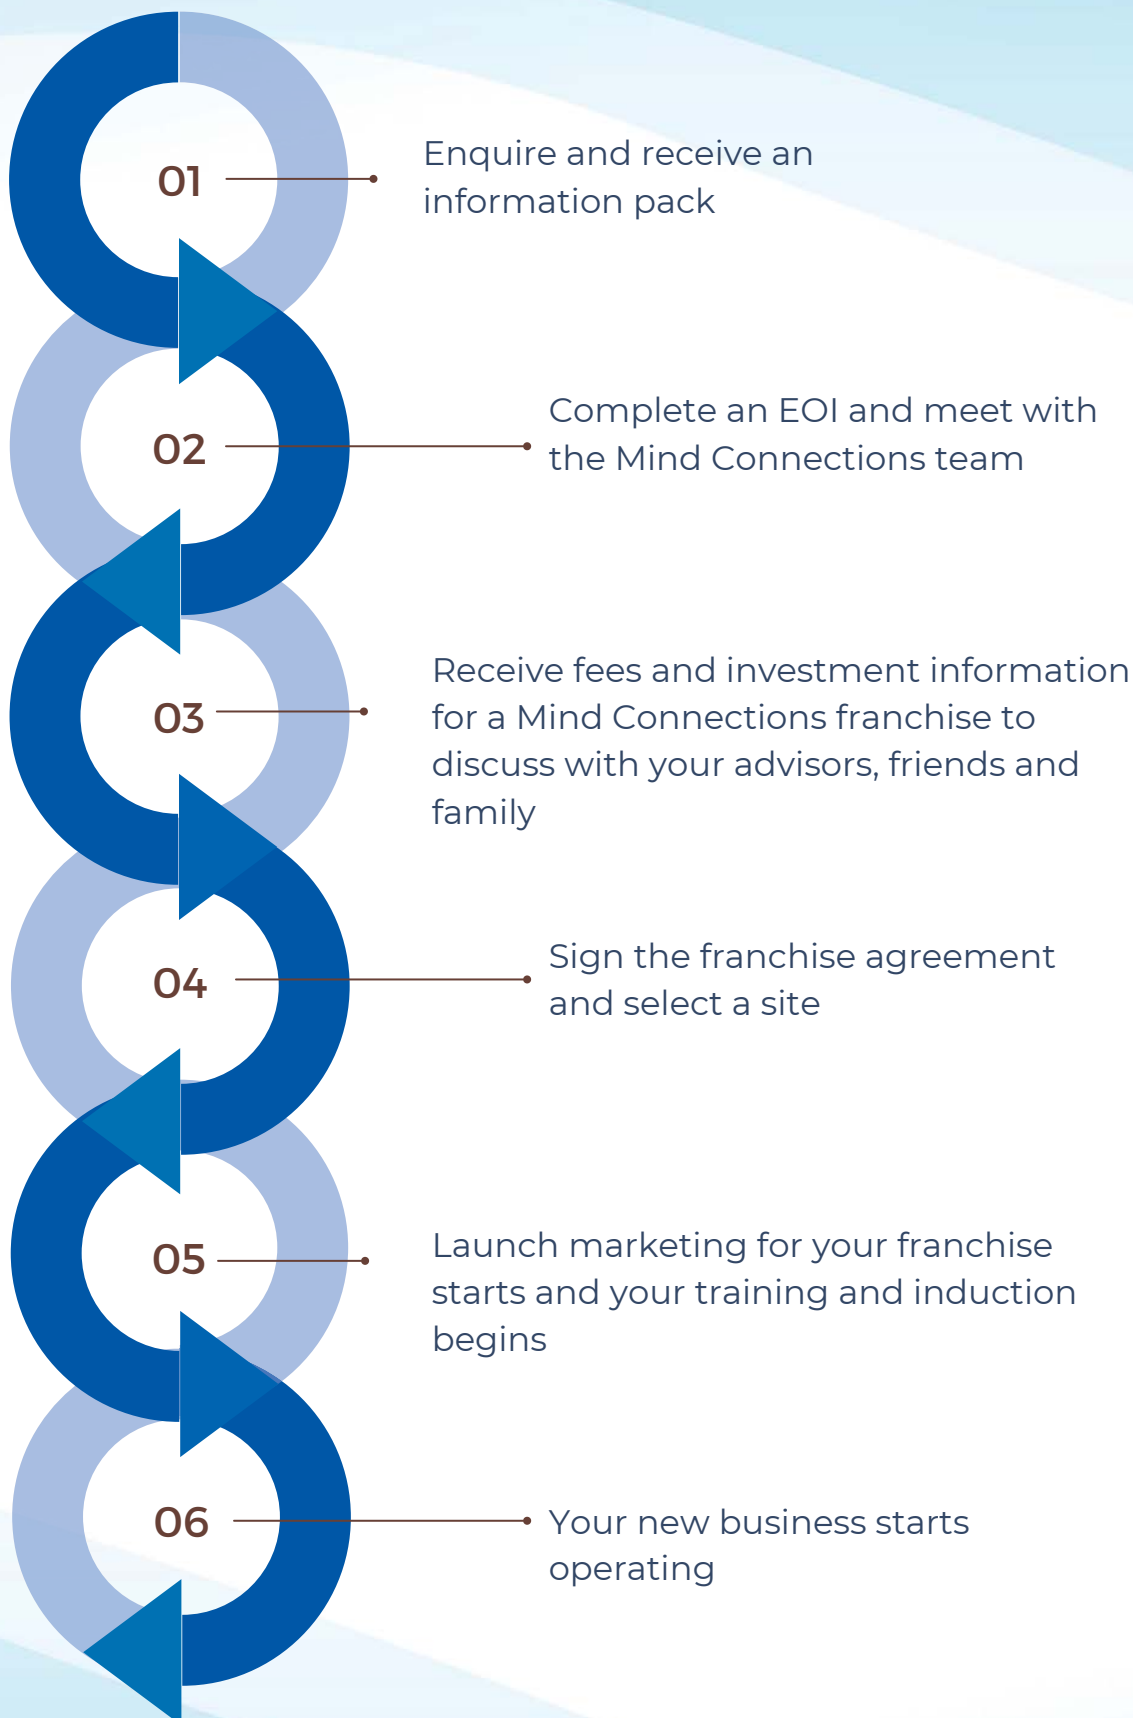 01
Enquire and receive an
information pack
02
Complete an EOI and meet with
the Mind Connections team
03
Receive fees and investment information
for a Mind Connections franchise to
discuss with your advisors, friends and
family
04
Sign the franchise agreement
and select a site
05
Launch marketing for your franchise
starts and your training and induction
begins
06
Your new business starts
operating